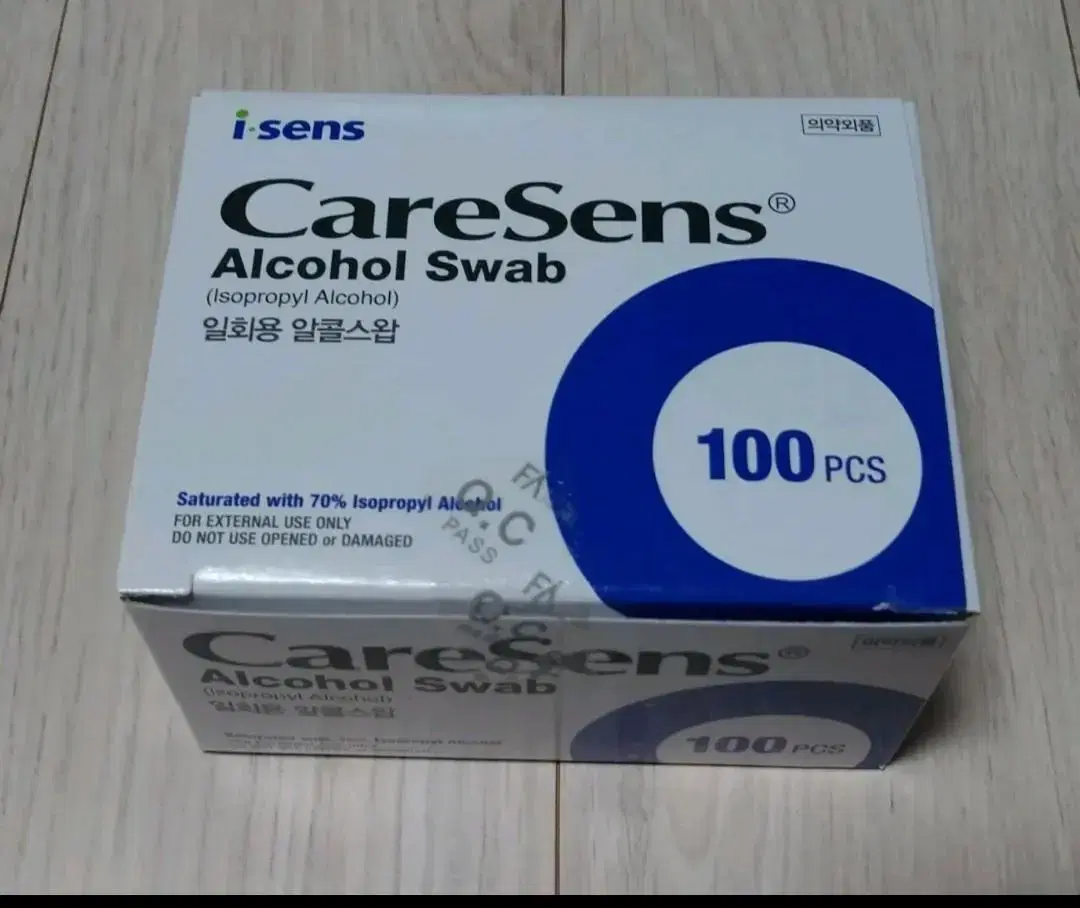 i·sens
의약외품
CareSens®
Alcohol Swab
(Isopropyl Alcohol)
일회용 알콜스왑
100 PCS
Saturated with 70% Isopropyl Alcohol
FOR EXTERNAL USE ONLY
DO NOT USE OPENED or DAMAGED
Q.C
PASS
Q.C
CareSens®
Alcohol Swab
(Isopropyl Alcohol)
일회용 알콜스왑
100 PCS